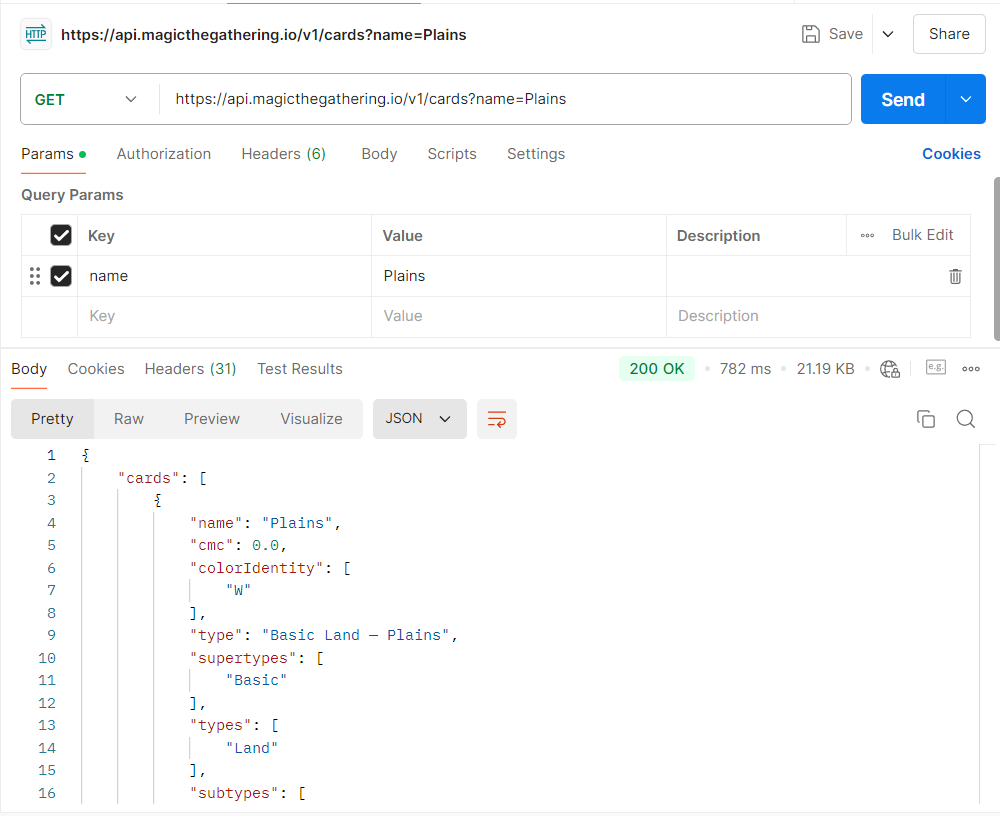 HTTP https://api.magicthegathering.io/v1/cards?name=Plains Save Share
GET https://api.magicthegathering.io/v1/cards?name=Plains Send
Params Authorization Headers (6) Body Scripts Settings Cookies
Query Params
Key Value Description Bulk Edit
name Plains
Key Value Description
Body Cookies Headers (31) Test Results 200 OK 782 ms 21.19 KB e.g.
Pretty Raw Preview Visualize JSON
1 {
2 "cards": [
3 {
4 "name": "Plains",
5 "cmc": 0.0,
6 "colorIdentity": [
7 "W"
8 ],
9 "type": "Basic Land — Plains",
10 "supertypes": [
11 "Basic"
12 ],
13 "types": [
14 "Land"
15 ],
16 "subtypes": [